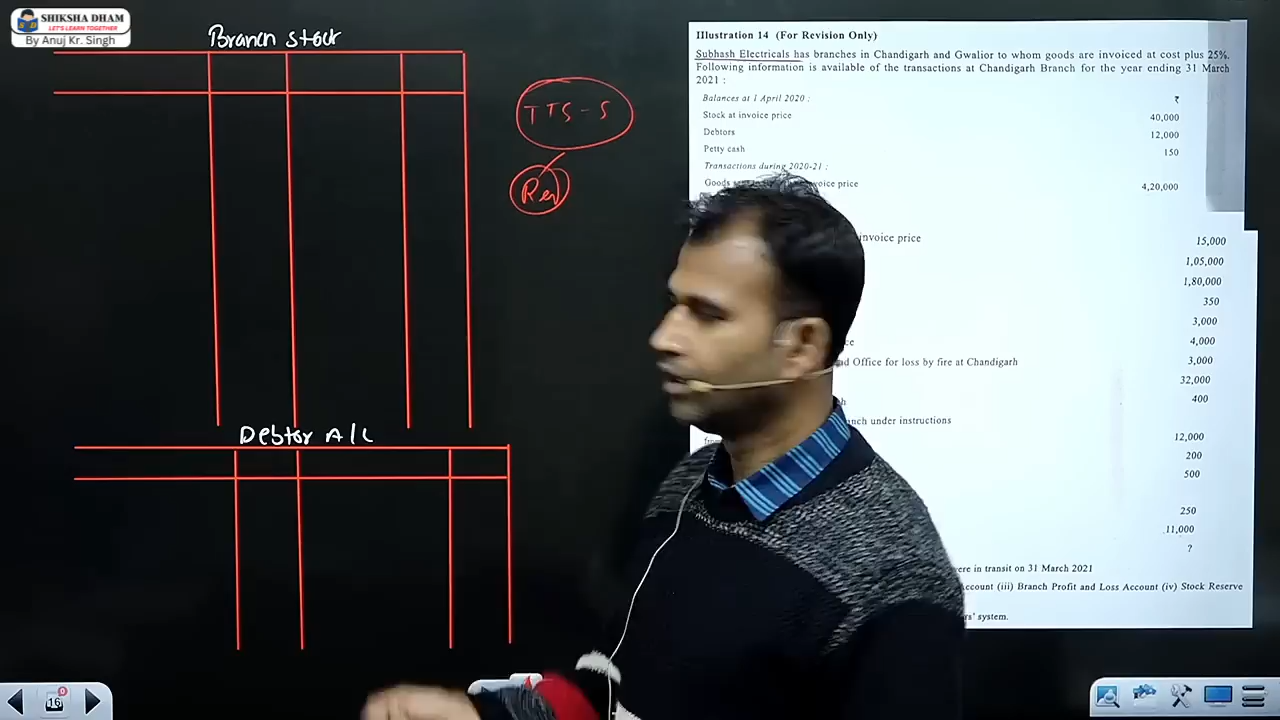 SHIKSHA DHAM
LET'S LEARN TOGETHER
By Anuj Kr. Singh
Branch Stock
TTS-S
Rev
Debtor A/C
Illustration 14 (For Revision Only)
Subhash Electricals has branches in Chandigarh and Gwalior to whom goods are invoiced at cost plus 25%.
Following information is available of the transactions at Chandigarh Branch for the year ending 31 March
2021 :
Balances at 1 April 2020 : ₹
Stock at invoice price 40,000
Debtors 12,000
Petty cash 150
Transactions during 2020-21 :
Goods price 4,20,000
invoice price 15,000
1,05,000
1,80,000
350
3,000
4,000
Office for loss by fire at Chandigarh 3,000
32,000
400
under instructions
12,000
200
500
250
11,000
?
were in transit on 31 March 2021
Account (iii) Branch Profit and Loss Account (iv) Stock Reserve
system.
16
0